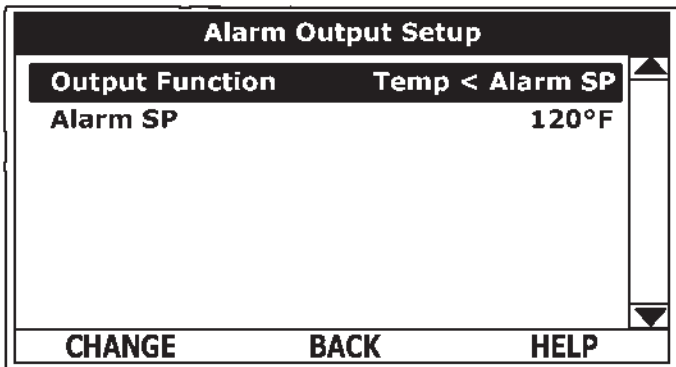 Alarm Output Setup
Output Function Temp < Alarm SP
Alarm SP 120°F
CHANGE BACK HELP